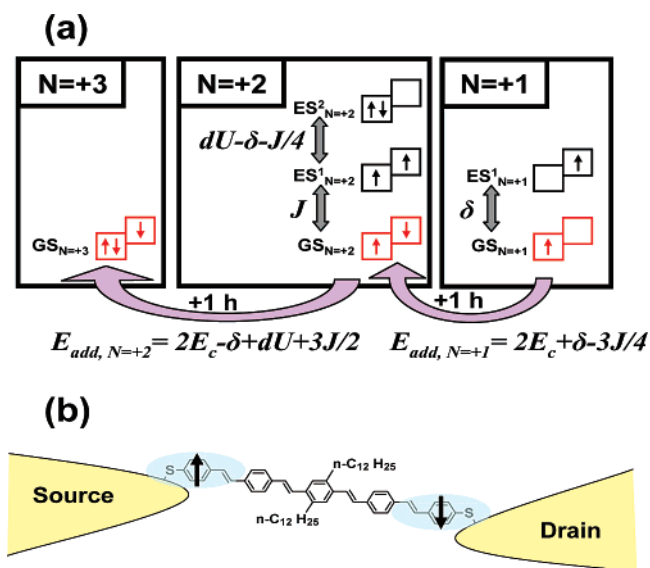 (a)
N=+3
N=+2
N=+1
ES²N=+2
dU-δ-J/4
ES¹N=+2
ES¹N=+1
J
δ
GSN=+3
GSN=+2
GSN=+1
+1 h
+1 h
Eadd, N=+2= 2Ec-δ+dU+3J/2
Eadd, N=+1= 2Ec+δ-3J/4
(b)
n-C12 H25
S
Source
S
n-C12 H25
Drain